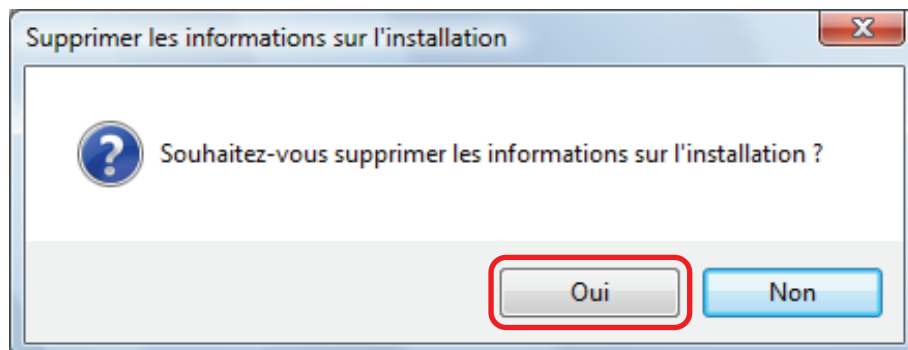 Supprimer les informations sur l'installation
Souhaitez-vous supprimer les informations sur l'installation ?
Oui
Non